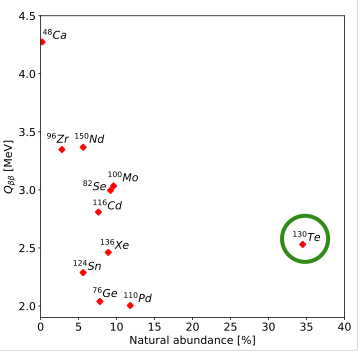 4.5
⁴⁸Ca
4.0
3.5
⁹⁶Zr ¹⁵⁰Nd
¹⁰⁰Mo
⁸²Se
3.0
¹¹⁶Cd
¹³⁰Te
2.5
¹³⁶Xe
¹²⁴Sn
⁷⁶Ge ¹¹⁰Pd
2.0
Qββ [MeV]
0 5 10 15 20 25 30 35 40
Natural abundance [%]